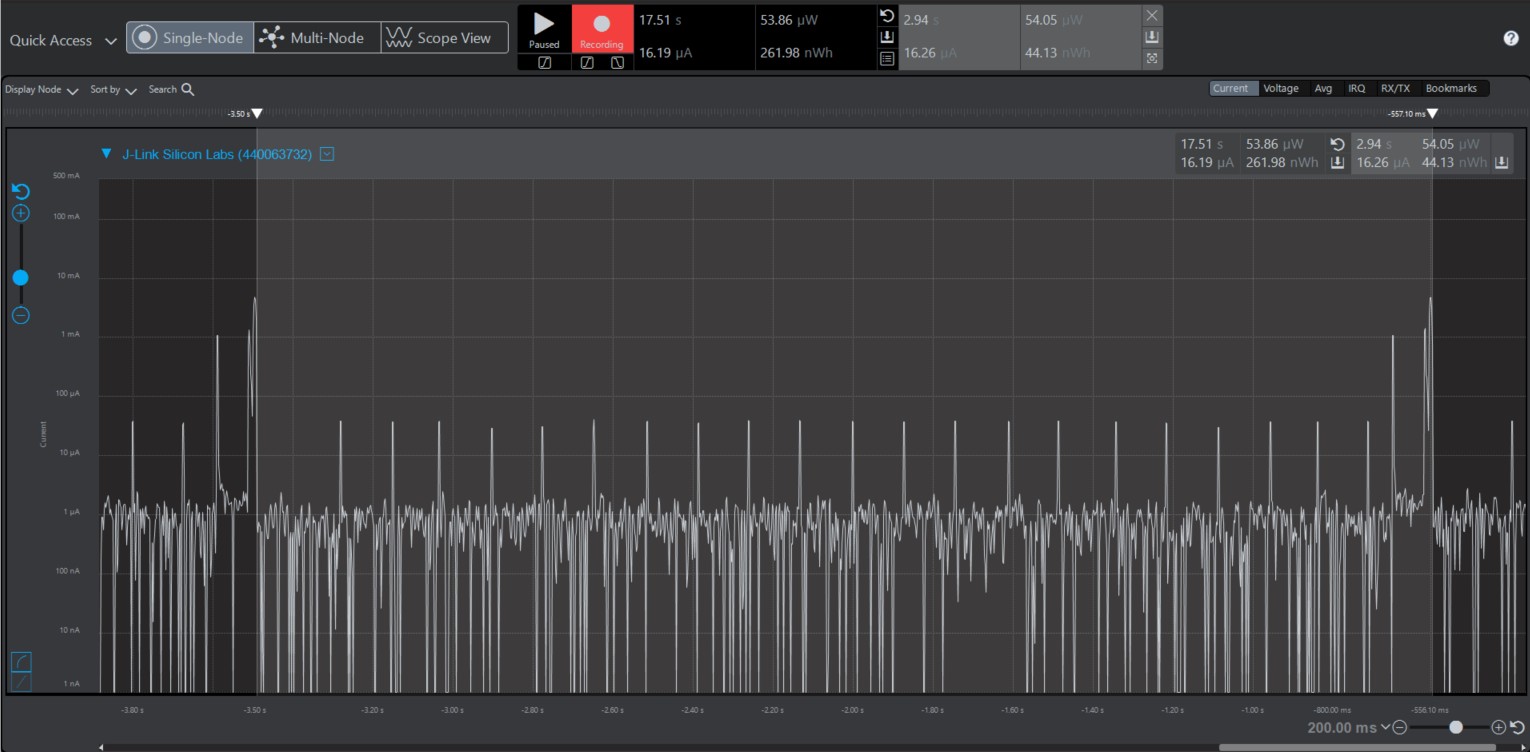 Quick Access
Single-Node
Multi-Node
Scope View
Paused
Recording
17.51 s
16.19 µA
53.86 µW
261.98 nWh
2.94 s
16.26 µA
54.05 µW
44.13 nWh
?
Display Node
Sort by
Search
Current
Voltage
Avg
IRQ
RX/TX
Bookmarks
-3.50 s
-557.10 ms
J-Link Silicon Labs (440063732)
17.51 s
16.19 µA
53.86 µW
261.98 nWh
2.94 s
16.26 µA
54.05 µW
44.13 nWh
500 mA
100 mA
10 mA
1 mA
100 µA
10 µA
1 µA
100 nA
10 nA
1 nA
Current
-3.80 s
-3.50 s
-3.20 s
-3.00 s
-2.80 s
-2.60 s
-2.40 s
-2.20 s
-2.00 s
-1.80 s
-1.60 s
-1.40 s
-1.20 s
-1.00 s
-800.00 ms
-556.10 ms
200.00 ms